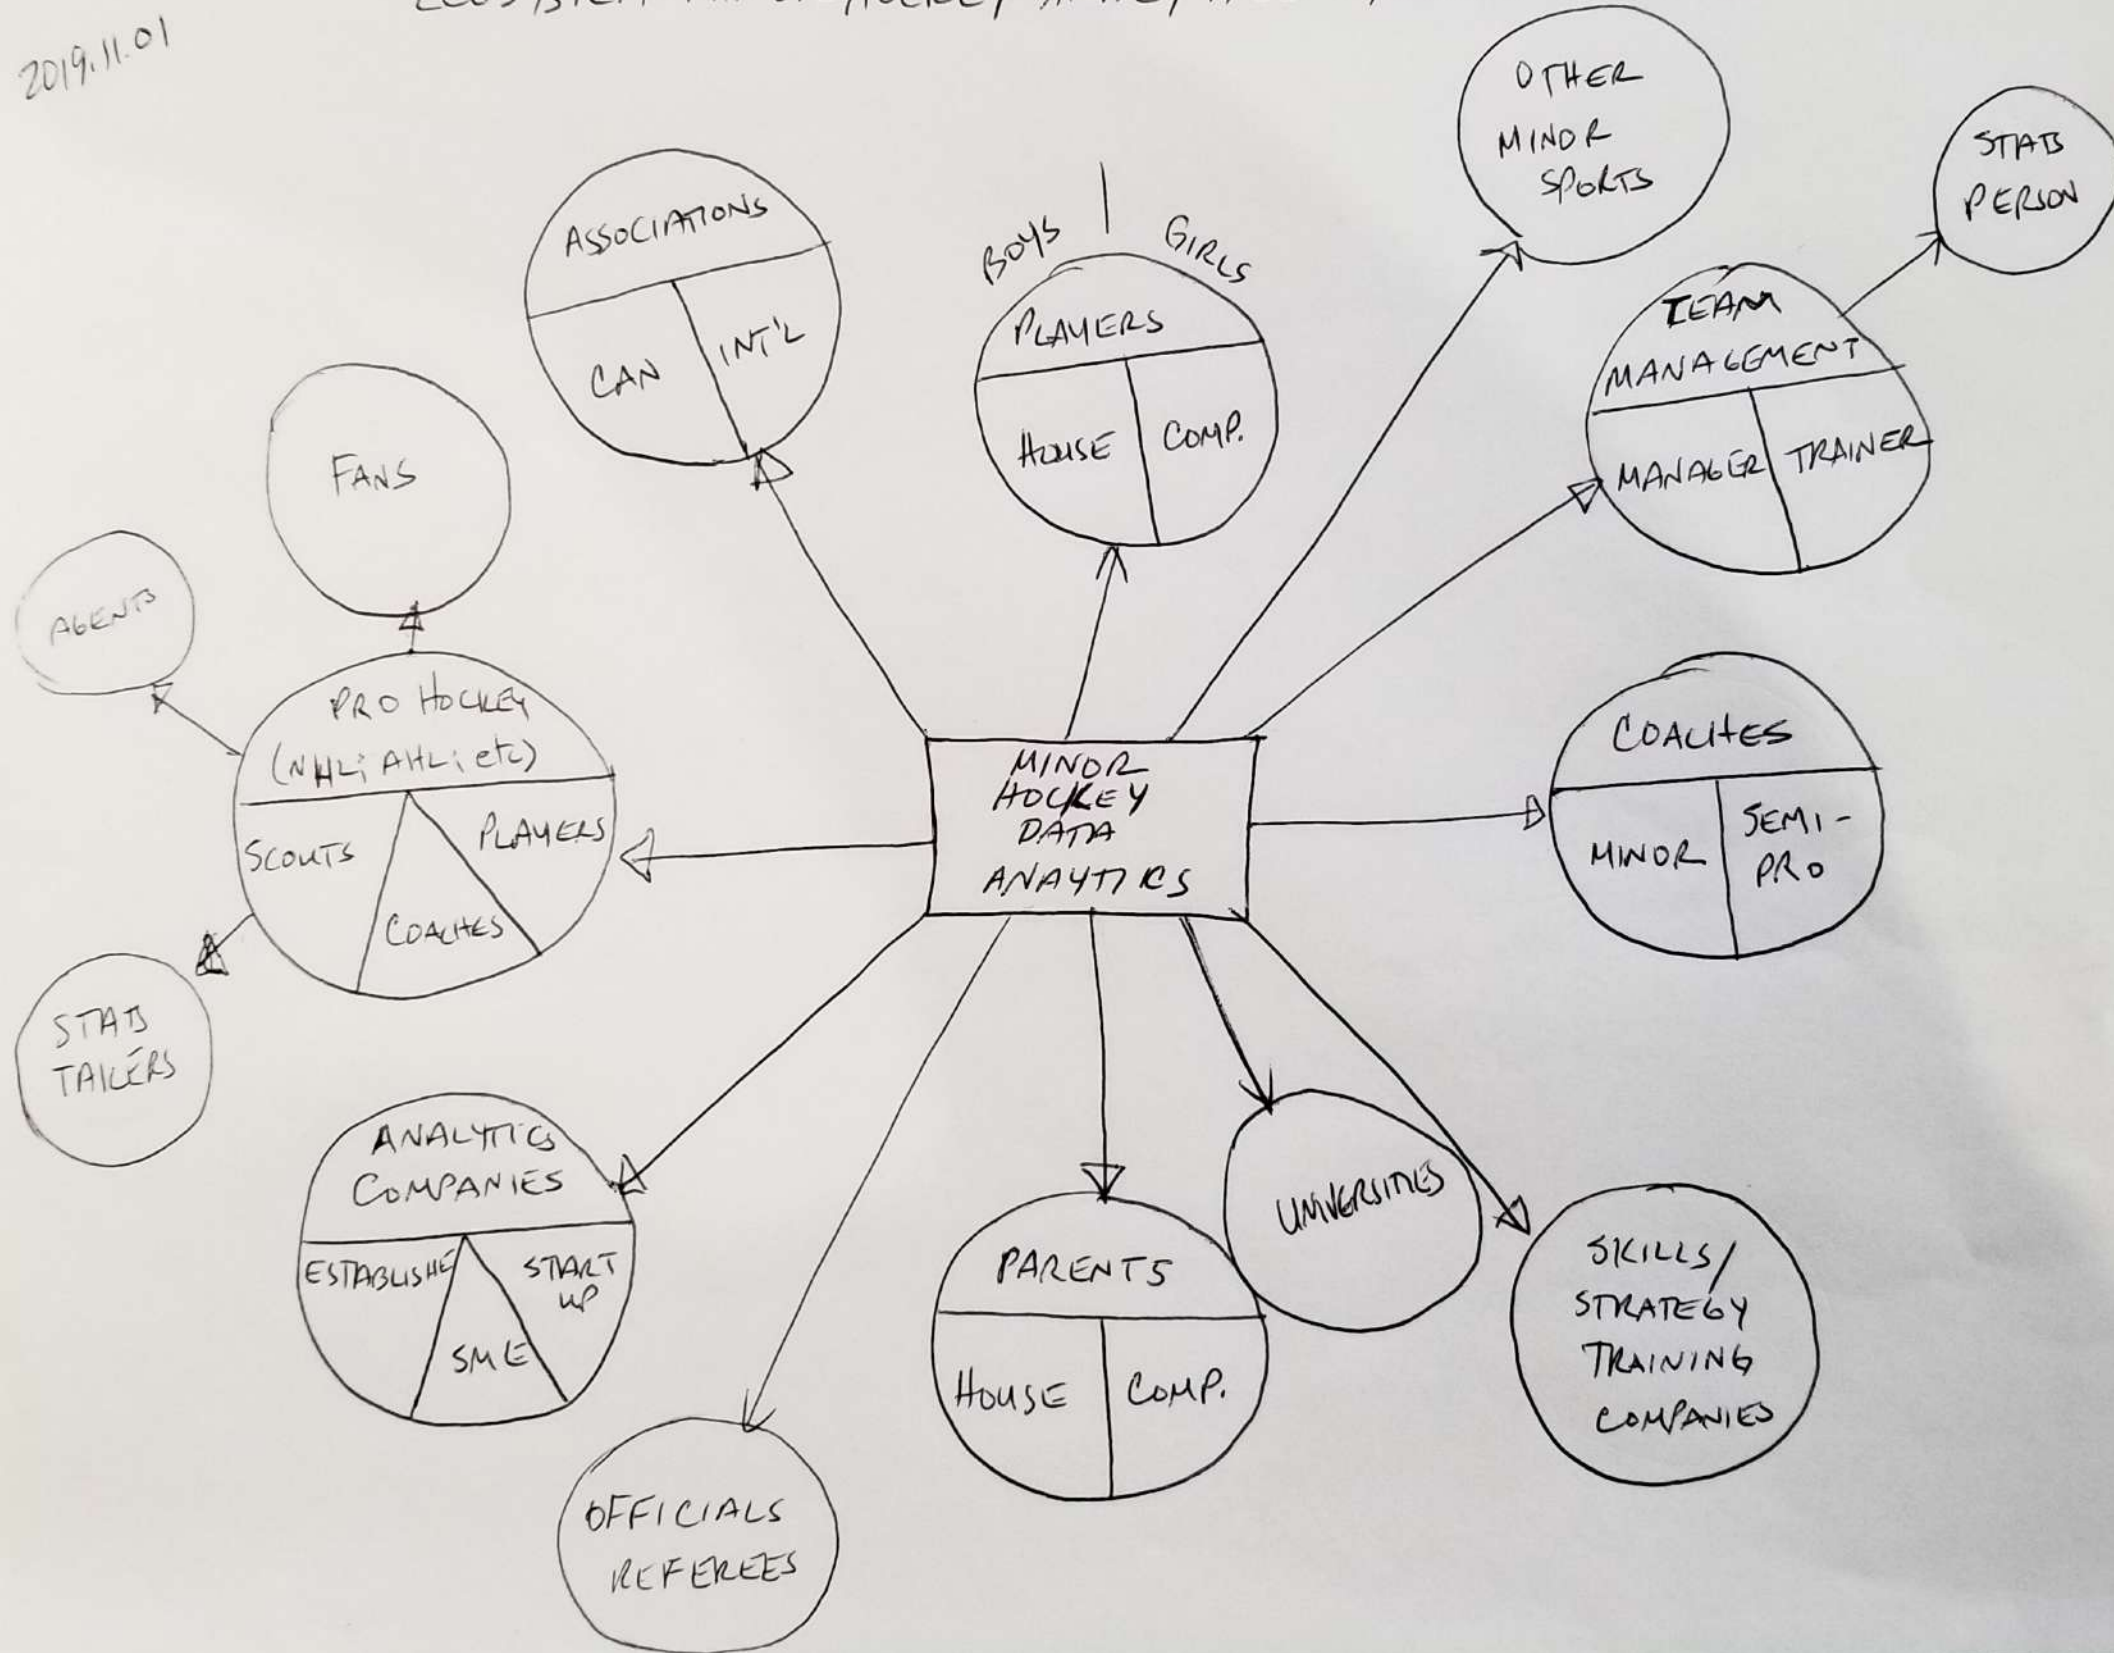 2019.11.01
OTHER
MINOR
SPORTS
STATS
PERSON
ASSOCIATIONS
CAN
INT'L
BOYS
GIRLS
PLAYERS
HOUSE
COMP.
TEAM
MANAGEMENT
MANAGER
TRAINER
FANS
AGENTS
PRO HOCKEY
(NHL; AHL; etc)
SCOUTS
COACHES
PLAYERS
STATS
MINOR
HOCKEY
DATA
ANAYTICS
COACHES
MINOR
SEMI-
PRO
ANALYTICS
COMPANIES
ESTABLISHE
SME
START
UP
OFFICIALS
REFEREES
PARENTS
HOUSE
COMP.
UNIVERSITIES
SKILLS/
STRATEGY
TRAINING
COMPANIES